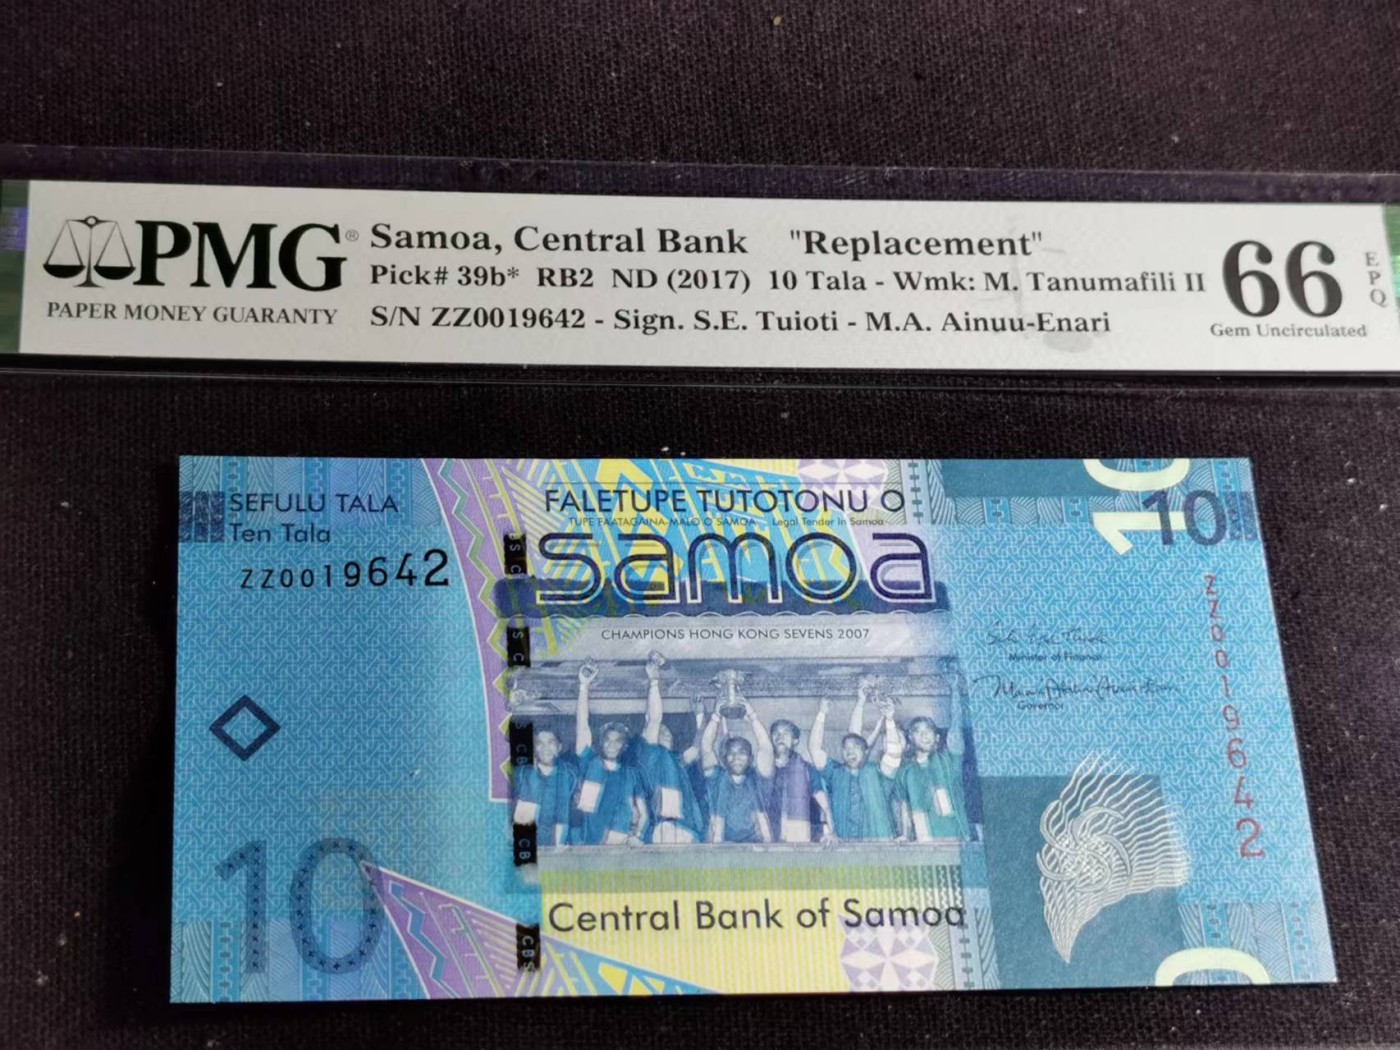 PMG®
PAPER MONEY GUARANTY
Samoa, Central Bank "Replacement"
Pick# 39b* RB2 ND (2017) 10 Tala - Wmk: M. Tanumafili II
S/N ZZ0019642 - Sign. S.E. Tuioti - M.A. Ainuu-Enari
66
EPQ
Gem Uncirculated
SEFULU TALA
Ten Tala
ZZ0019642
FALETUPE TUTOTONU O
TUPE FAATAGAINA-MALO O SAMOA Legal Tender in Samoa
samoa
CHAMPIONS HONG KONG SEVENS 2007
10
10
ZZ0019642
Minister of Finance
Governor
10
Central Bank of Samoa
CBS